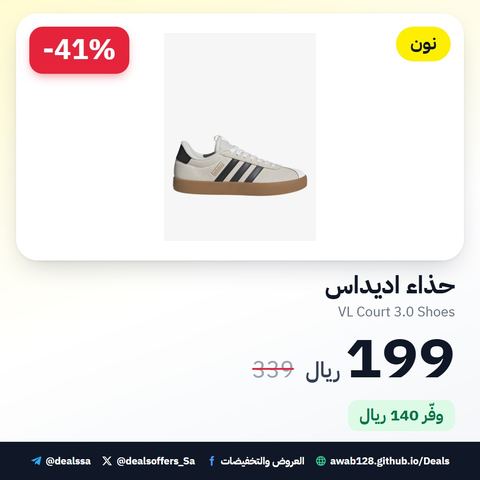 -41%
نون
حذاء اديداس
VL Court 3.0 Shoes
199 ريال 339
وفّر 140 ريال
@dealssa @dealsoffers_Sa العروض والتخفيضات awab128.github.io/Deals